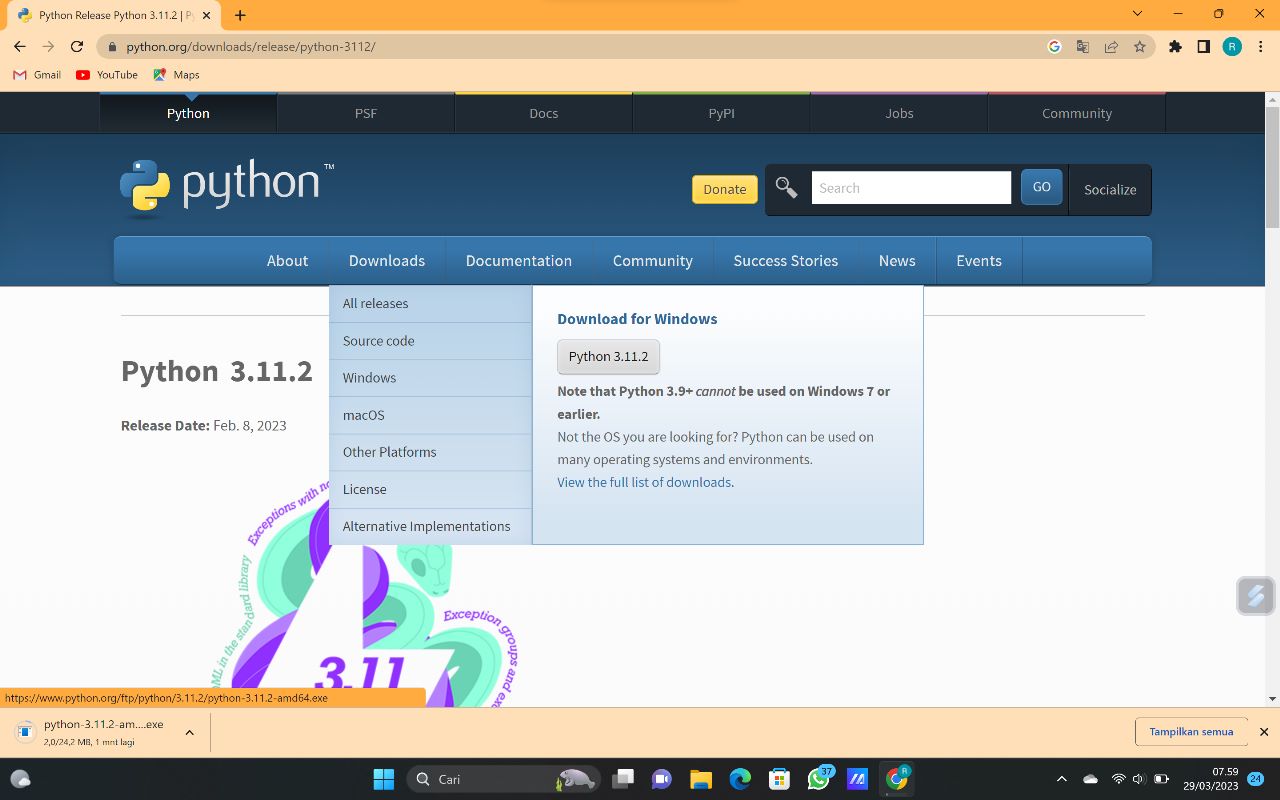 Python Release Python 3.11.2 | Py
python.org/downloads/release/python-3112/
R
Gmail
YouTube
Maps
Python
PSF
Docs
PyPI
Jobs
Community
python™
Donate
Search
GO
Socialize
About
Downloads
Documentation
Community
Success Stories
News
Events
All releases
Source code
Windows
macOS
Other Platforms
License
Alternative Implementations
Download for Windows
Python 3.11.2
Note that Python 3.9+ cannot be used on Windows 7 or
earlier.
Not the OS you are looking for? Python can be used on
many operating systems and environments.
View the full list of downloads.
Python 3.11.2
Release Date: Feb. 8, 2023
Exceptions with no
ML in the standard library
Exception groups and ex
3.11
https://www.python.org/ftp/python/3.11.2/python-3.11.2-amd64.exe
python-3.11.2-am....exe
2,0/24,2 MB, 1 mnt lagi
Tampilkan semua
Cari
37
R
07.59
29/03/2023
24